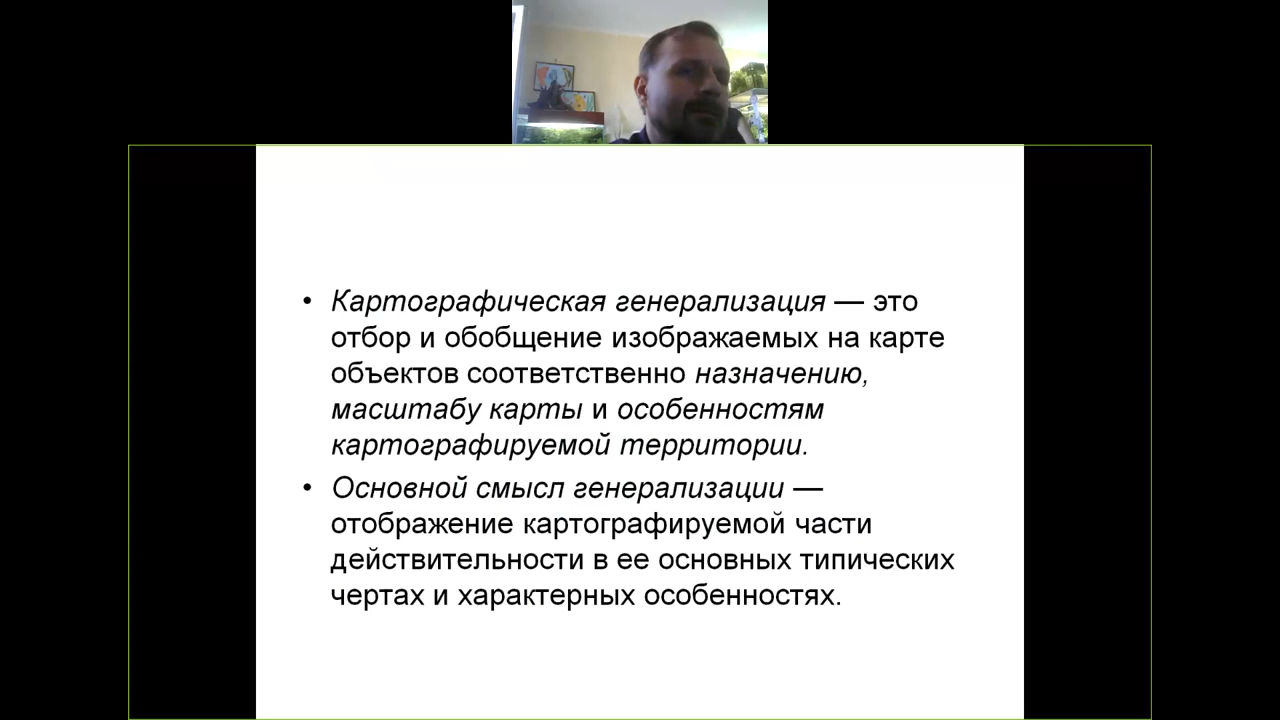 • Картографическая генерализация — это
отбор и обобщение изображаемых на карте
объектов соответственно назначению,
масштабу карты и особенностям
картографируемой территории.
• Основной смысл генерализации —
отображение картографируемой части
действительности в ее основных типических
чертах и характерных особенностях.